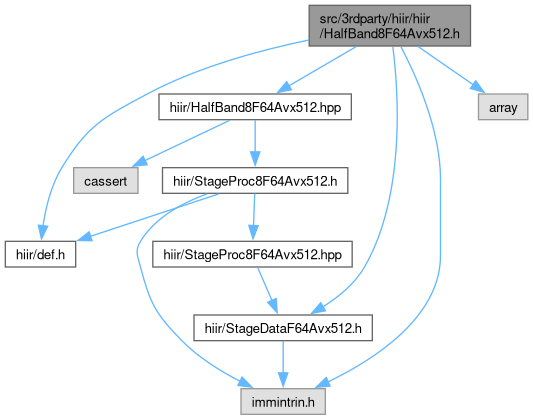 src/3rdparty/hiir/hiir
/HalfBand8F64Avx512.h
hiir/HalfBand8F64Avx512.hpp
array
cassert
hiir/StageProc8F64Avx512.h
hiir/def.h
hiir/StageProc8F64Avx512.hpp
hiir/StageDataF64Avx512.h
immintrin.h